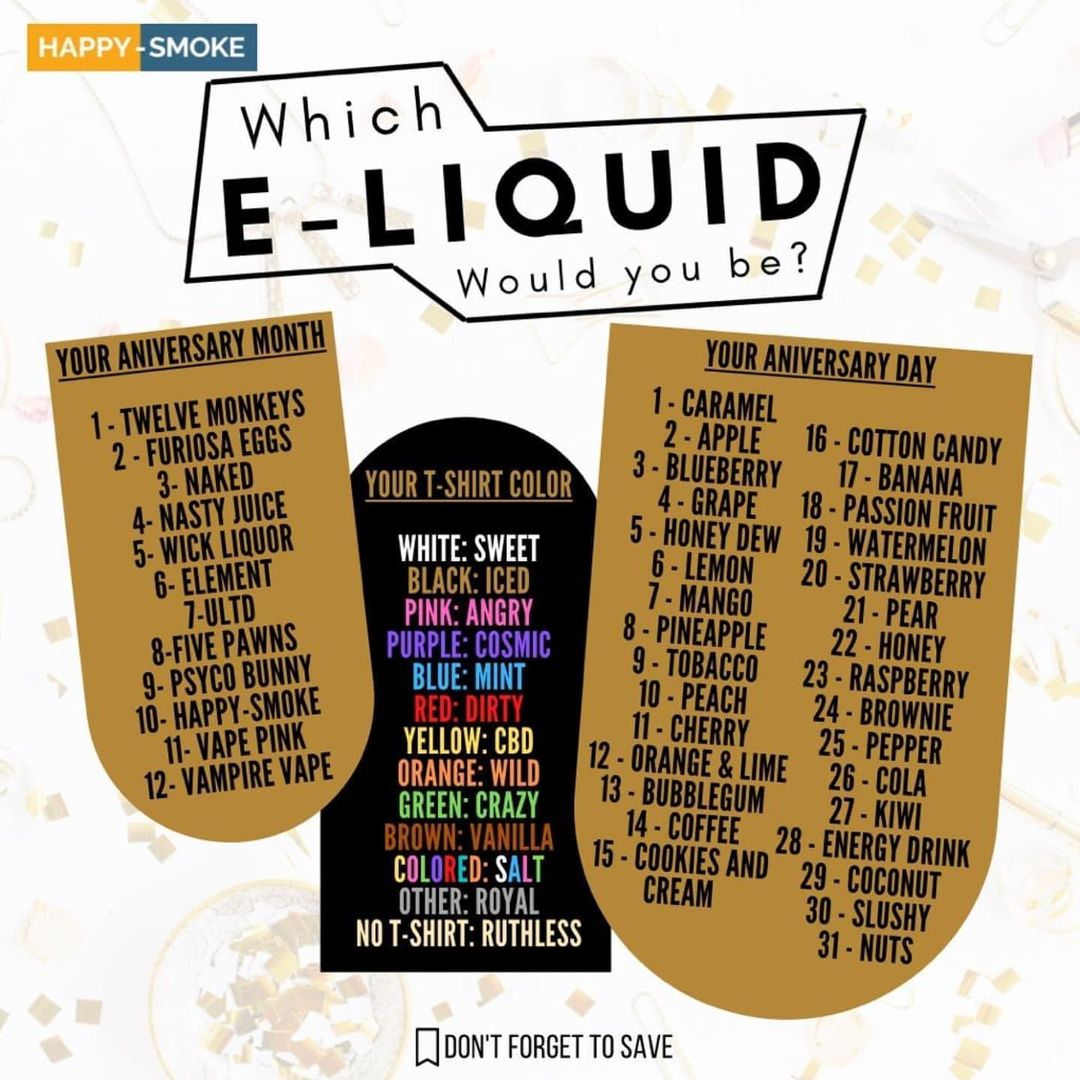 HAPPY-SMOKE
Which
E-LIQUID
Would you be?
YOUR ANIVERSARY MONTH
1 - TWELVE MONKEYS
2 - FURIOSA EGGS
3- NAKED
4- NASTY JUICE
5- WICK LIQUOR
6- ELEMENT
7-ULTD
8-FIVE PAWNS
9- PSYCO BUNNY
10- HAPPY-SMOKE
11- VAPE PINK
12- VAMPIRE VAPE
YOUR T-SHIRT COLOR
WHITE: SWEET
BLACK: ICED
PINK: ANGRY
PURPLE: COSMIC
BLUE: MINT
RED: DIRTY
YELLOW: CBD
ORANGE: WILD
GREEN: CRAZY
BROWN: VANILLA
COLORED: SALT
OTHER: ROYAL
NO T-SHIRT: RUTHLESS
YOUR ANIVERSARY DAY
1 - CARAMEL
2 - APPLE
3 - BLUEBERRY
4 - GRAPE
5 - HONEY DEW
6 - LEMON
7 - MANGO
8 - PINEAPPLE
9 - TOBACCO
10 - PEACH
11 - CHERRY
12 - ORANGE & LIME
13 - BUBBLEGUM
14 - COFFEE
15 - COOKIES AND
CREAM
16 - COTTON CANDY
17 - BANANA
18 - PASSION FRUIT
19 - WATERMELON
20 - STRAWBERRY
21 - PEAR
22 - HONEY
23 - RASPBERRY
24 - BROWNIE
25 - PEPPER
26 - COLA
27 - KIWI
28 - ENERGY DRINK
29 - COCONUT
30 - SLUSHY
31 - NUTS
DON'T FORGET TO SAVE